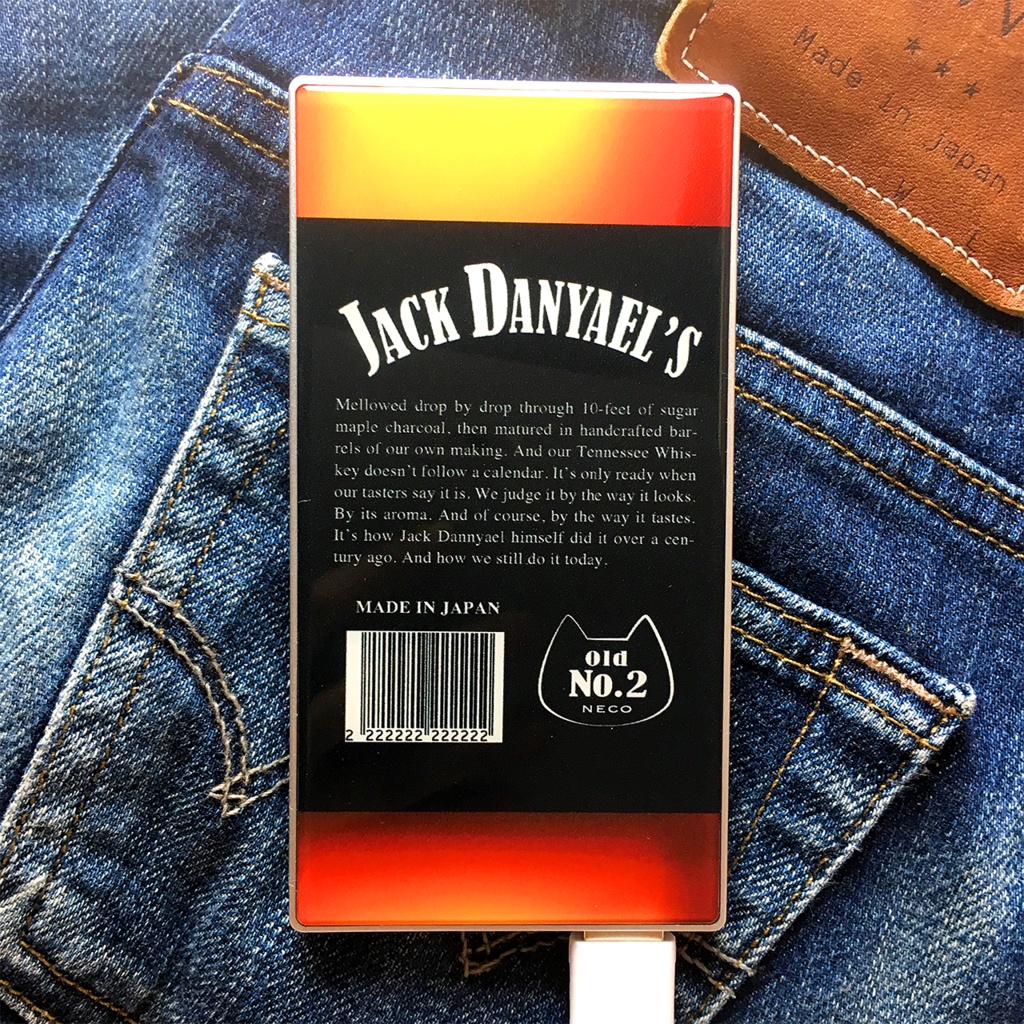 Made in japan
W L
JACK DANYAEL'S
Mellowed drop by drop through 10-feet of sugar
maple charcoal, then matured in handcrafted bar-
rels of our own making. And our Tennessee Whis-
key doesn't follow a calendar. It's only ready when
our tasters say it is. We judge it by the way it looks.
By its aroma. And of course, by the way it tastes.
It's how Jack Dannyael himself did it over a cen-
tury ago. And how we still do it today.
MADE IN JAPAN
2 222222 222222
old
No.2
NECO